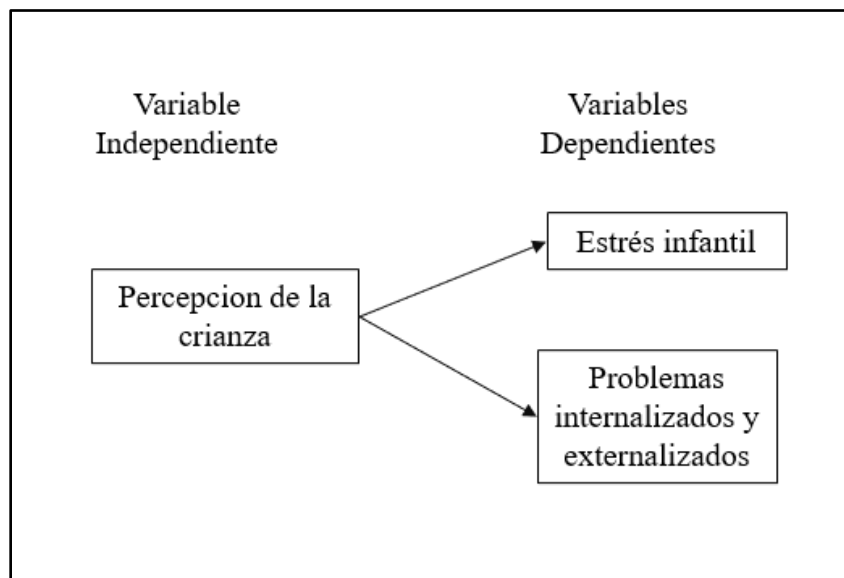 Variable
Independiente
Variables
Dependientes
Estrés infantil
Percepcion de la
crianza
Problemas
internalizados y
externalizados